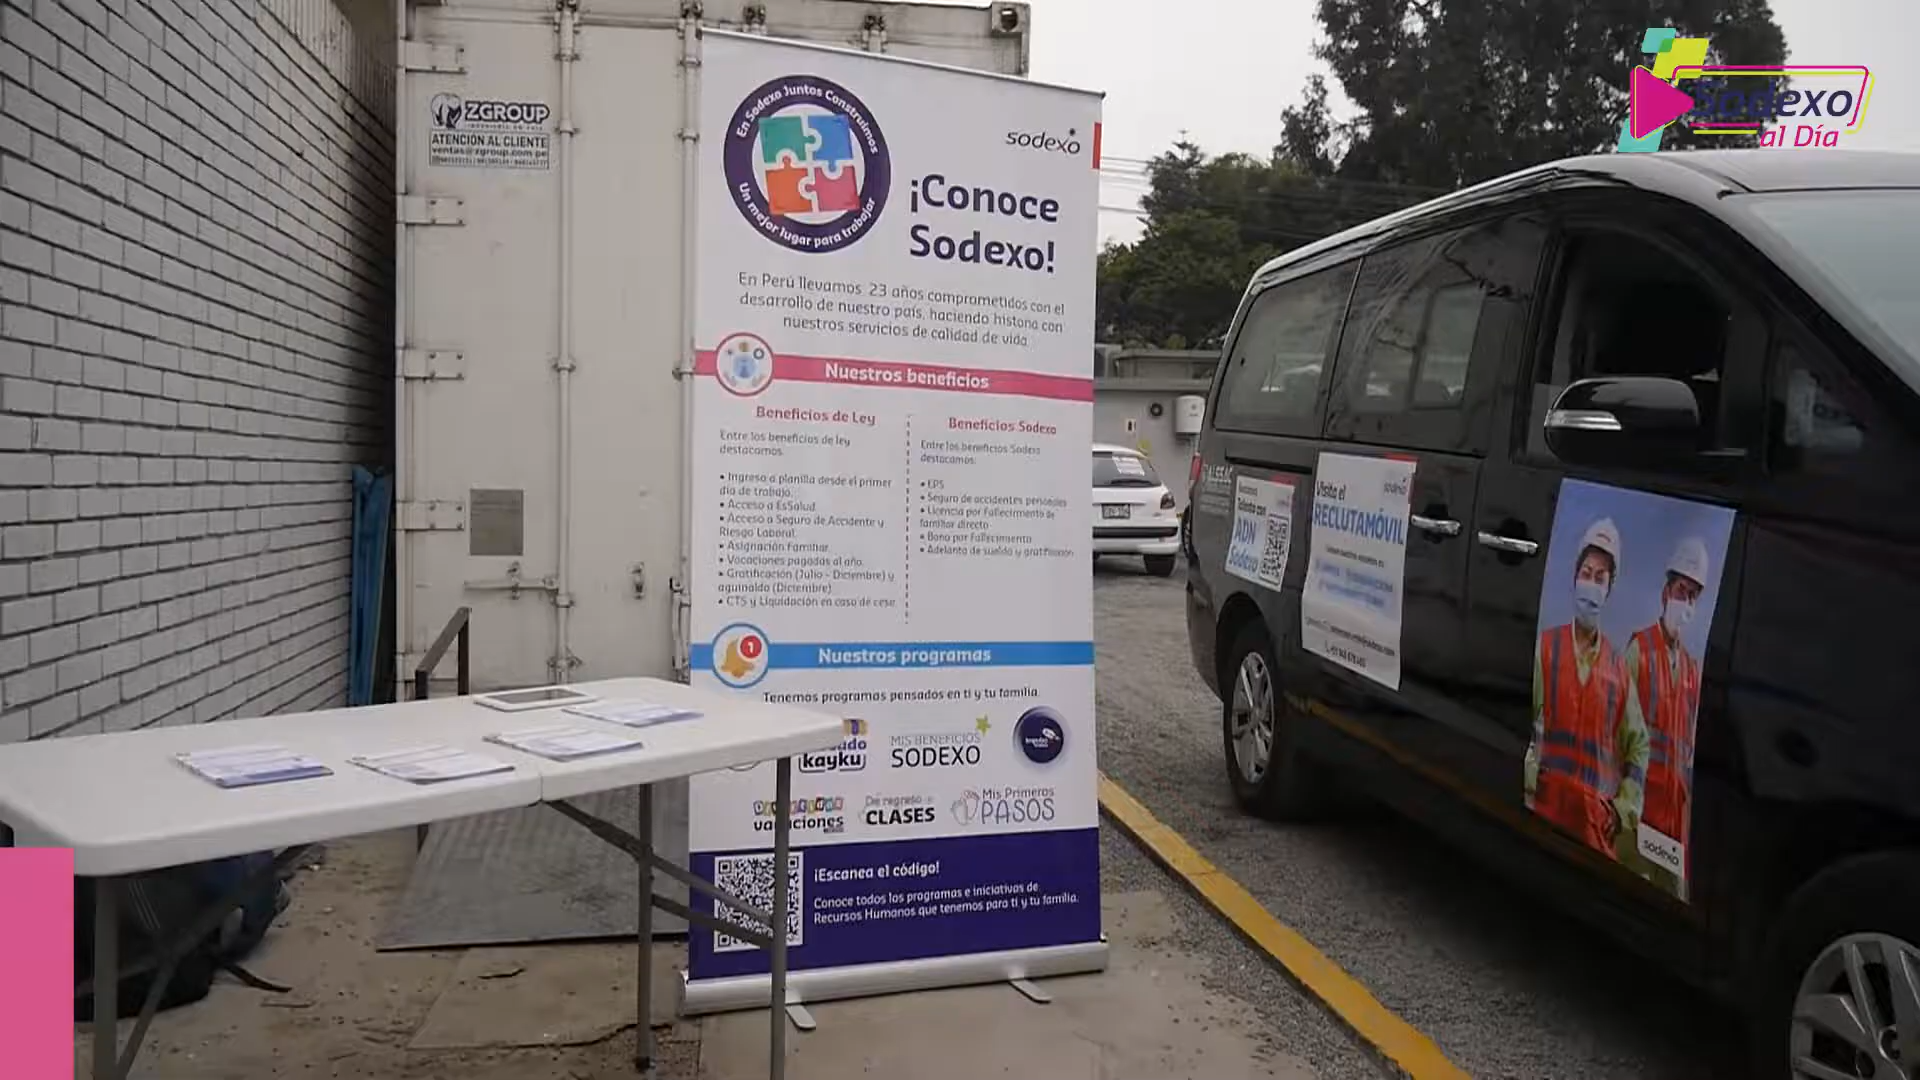 ZGROUP
INGENIERIA EN FRIO
ATENCIÓN AL CLIENTE
ventas@zgroup.com.pe
En Sodexo Juntos Construimos
Un mejor lugar para trabajar
sodexo
¡Conoce
Sodexo!
En Perú llevamos 23 años comprometidos con el
desarrollo de nuestro país, haciendo historia con
nuestros servicios de calidad de vida.
Nuestros beneficios
Beneficios de Ley
Entre los beneficios de ley
destacamos:
• Ingreso a planilla desde el primer
día de trabajo.
• Acceso a EsSalud
• Acceso a Seguro de Accidente y
Riesgo Laboral.
• Asignación Familiar
• Vacaciones pagadas al año.
• Gratificación (Julio - Diciembre) y
aguinaldo (Diciembre)
• CTS y Liquidación en caso de cese
Beneficios Sodexo
Entre los beneficios Sodexo
destacamos:
• EPS
• Seguro de accidentes personales
• Licencia por fallecimiento de
familiar directo
• Bono por fallecimiento
• Adelanto de sueldo y gratificación
1
Nuestros programas
Tenemos programas pensados en ti y tu familia.
kayku
MIS BENEFICIOS
SODEXO
Divertidas
vacaciones
De regreso a
CLASES
Mis Primeros
PASOS
¡Escanea el código!
Conoce todos los programas e iniciativas de
Recursos Humanos que tenemos para ti y tu familia.
Sodexo
al Día
Talento con
ADN
Sodexo
sodexo
Visita el
RECLUTAMÓVIL
sodexo